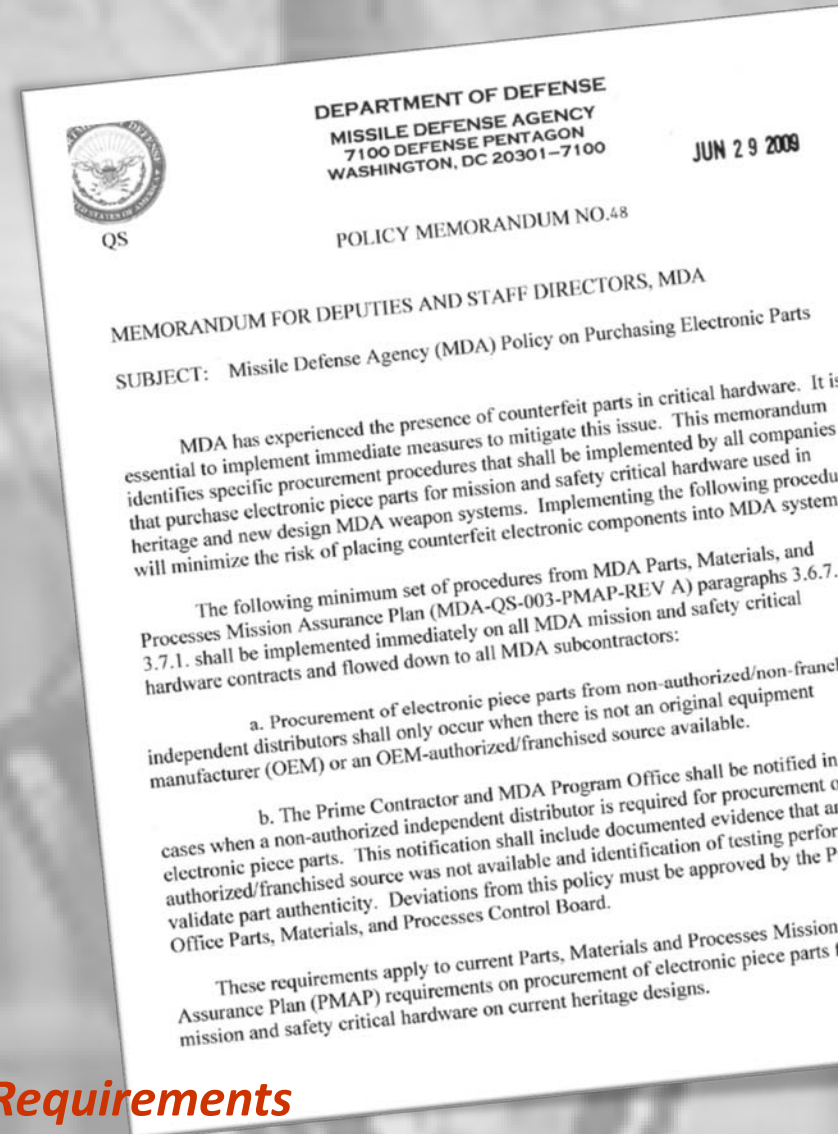 DEPARTMENT OF DEFENSE
MISSILE DEFENSE AGENCY
7100 DEFENSE PENTAGON
WASHINGTON, DC 20301–7100
JUN 29 2009
QS
POLICY MEMORANDUM NO.48
MEMORANDUM FOR DEPUTIES AND STAFF DIRECTORS, MDA
SUBJECT: Missile Defense Agency (MDA) Policy on Purchasing Electronic Parts
MDA has experienced the presence of counterfeit parts in critical hardware. It is
essential to implement immediate measures to mitigate this issue. This memorandum
identifies specific procurement procedures that shall be implemented by all companies
that purchase electronic piece parts for mission and safety critical hardware used in
heritage and new design MDA weapon systems. Implementing the following procedu
will minimize the risk of placing counterfeit electronic components into MDA system
The following minimum set of procedures from MDA Parts, Materials, and
Processes Mission Assurance Plan (MDA-QS-003-PMAP-REV A) paragraphs 3.6.7.
3.7.1. shall be implemented immediately on all MDA mission and safety critical
hardware contracts and flowed down to all MDA subcontractors:
a. Procurement of electronic piece parts from non-authorized/non-franch
independent distributors shall only occur when there is not an original equipment
manufacturer (OEM) or an OEM-authorized/franchised source available.
b. The Prime Contractor and MDA Program Office shall be notified in
cases when a non-authorized independent distributor is required for procurement o
electronic piece parts. This notification shall include documented evidence that an
authorized/franchised source was not available and identification of testing perfor
validate part authenticity. Deviations from this policy must be approved by the P
Office Parts, Materials, and Processes Control Board.
These requirements apply to current Parts, Materials and Processes Mission
Assurance Plan (PMAP) requirements on procurement of electronic piece parts f
mission and safety critical hardware on current heritage designs.
Requirements